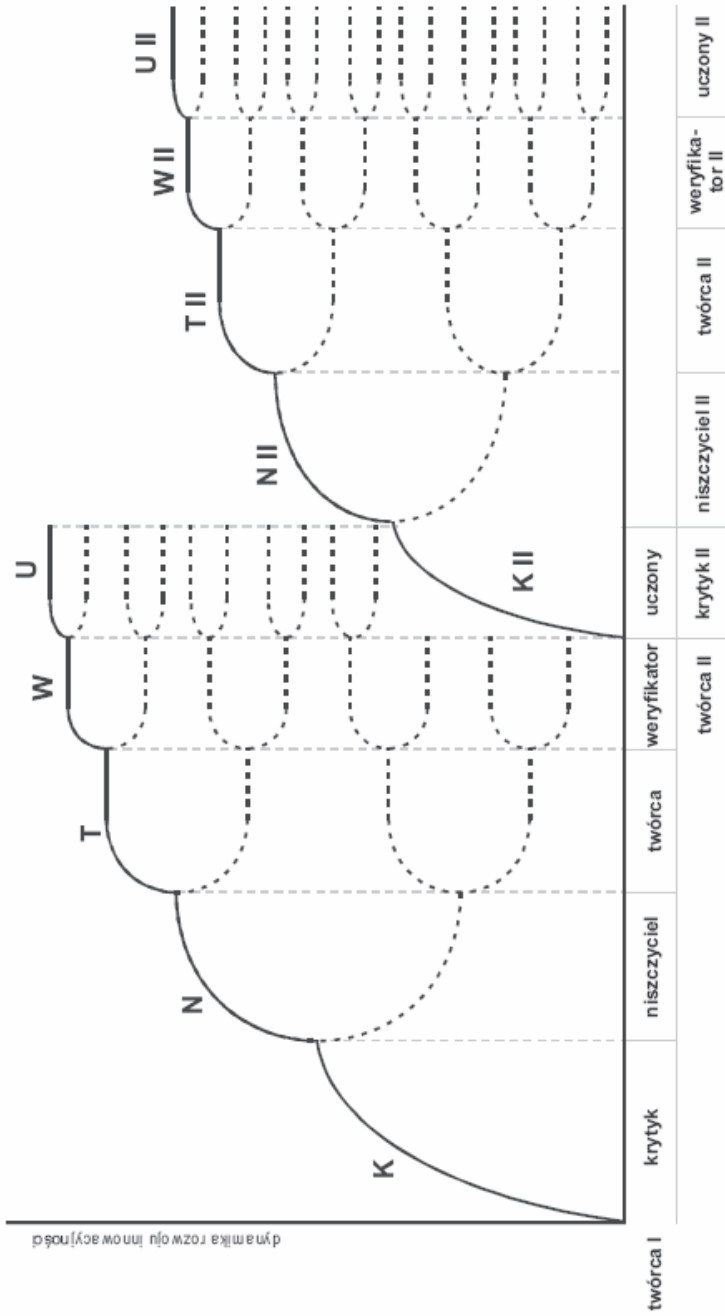 dynamika rozwoju innowacyjności
U
W
T
U II
W II
N
T II
N II
K
K II
twórca I krytyk niszczyciel twórca weryfikator uczony
twórca II krytyk II niszczyciel II twórca II weryfika-
tor II uczony II